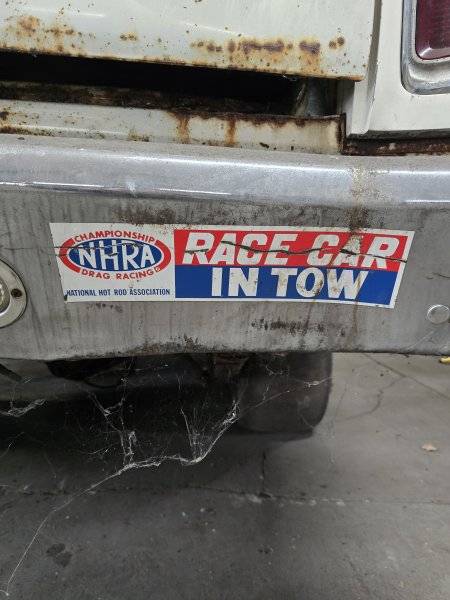 CHAMPIONSHIP
NHRA
DRAG RACING®
NATIONAL HOT ROD ASSOCIATION
RACE CAR
IN TOW